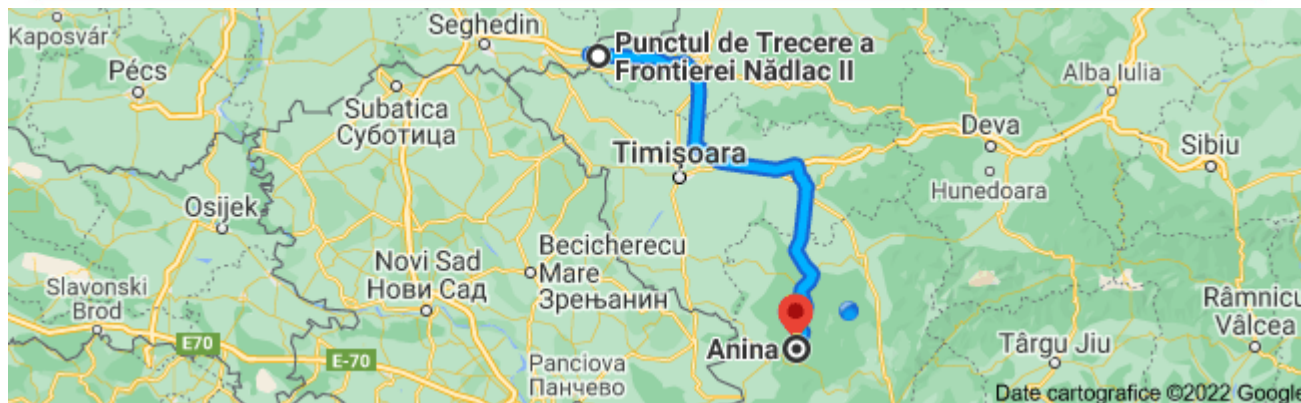 Kaposvár
Seghedin
Punctul de Trecere a
Frontierei Nădlac II
Pécs
Alba Iulia
Subatica
Суботица
Deva
Timișoara
Sibiu
Hunedoara
Osijek
Becicherecu
Mare
Зрењанин
Novi Sad
Нови Сад
Slavonski
Brod
Râmnicu
Vâlcea
E70
Anina
Târgu Jiu
E-70
Panciova
Панчево
Date cartografice ©2022 Google